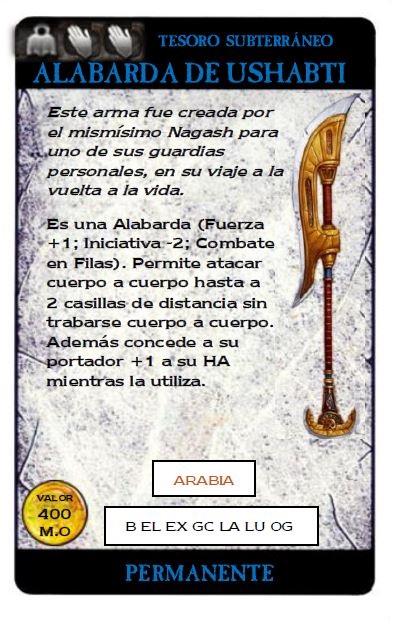 TESORO SUBTERRÁNEO
ALABARDA DE USHABTI
Este arma fue creada por
el mismísimo Nagash para
uno de sus guardias
personales, en su viaje a la
vuelta a la vida.
Es una Alabarda (Fuerza
+1; Iniciativa -2; Combate
en Filas). Permite atacar
cuerpo a cuerpo hasta a
2 casillas de distancia sin
trabarse cuerpo a cuerpo.
Además concede a su
portador +1 a su HA
mientras la utiliza.
ARABIA
VALOR
400
M.O
B EL EX GC LA LU OG
PERMANENTE